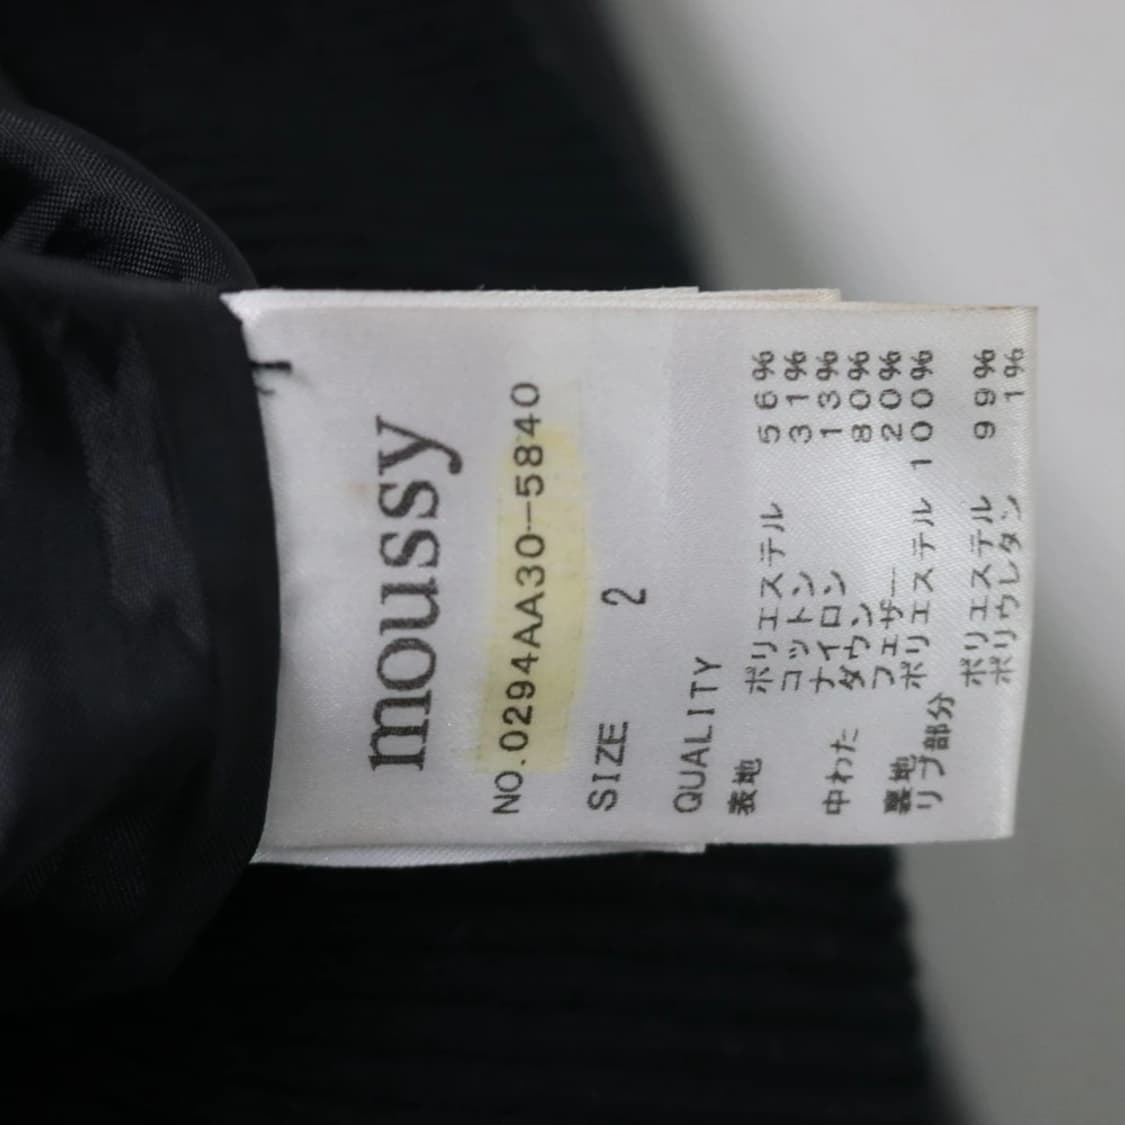 moussy
NO.0294AA30-5840
SIZE 2
QUALITY
表地 ポリエステル 56%
コットン 31%
ナイロン 13%
中わた ダウン 80%
フェザー 20%
裏地 ポリエステル 100%
リブ部分
ポリエステル 99%
ポリウレタン 1%